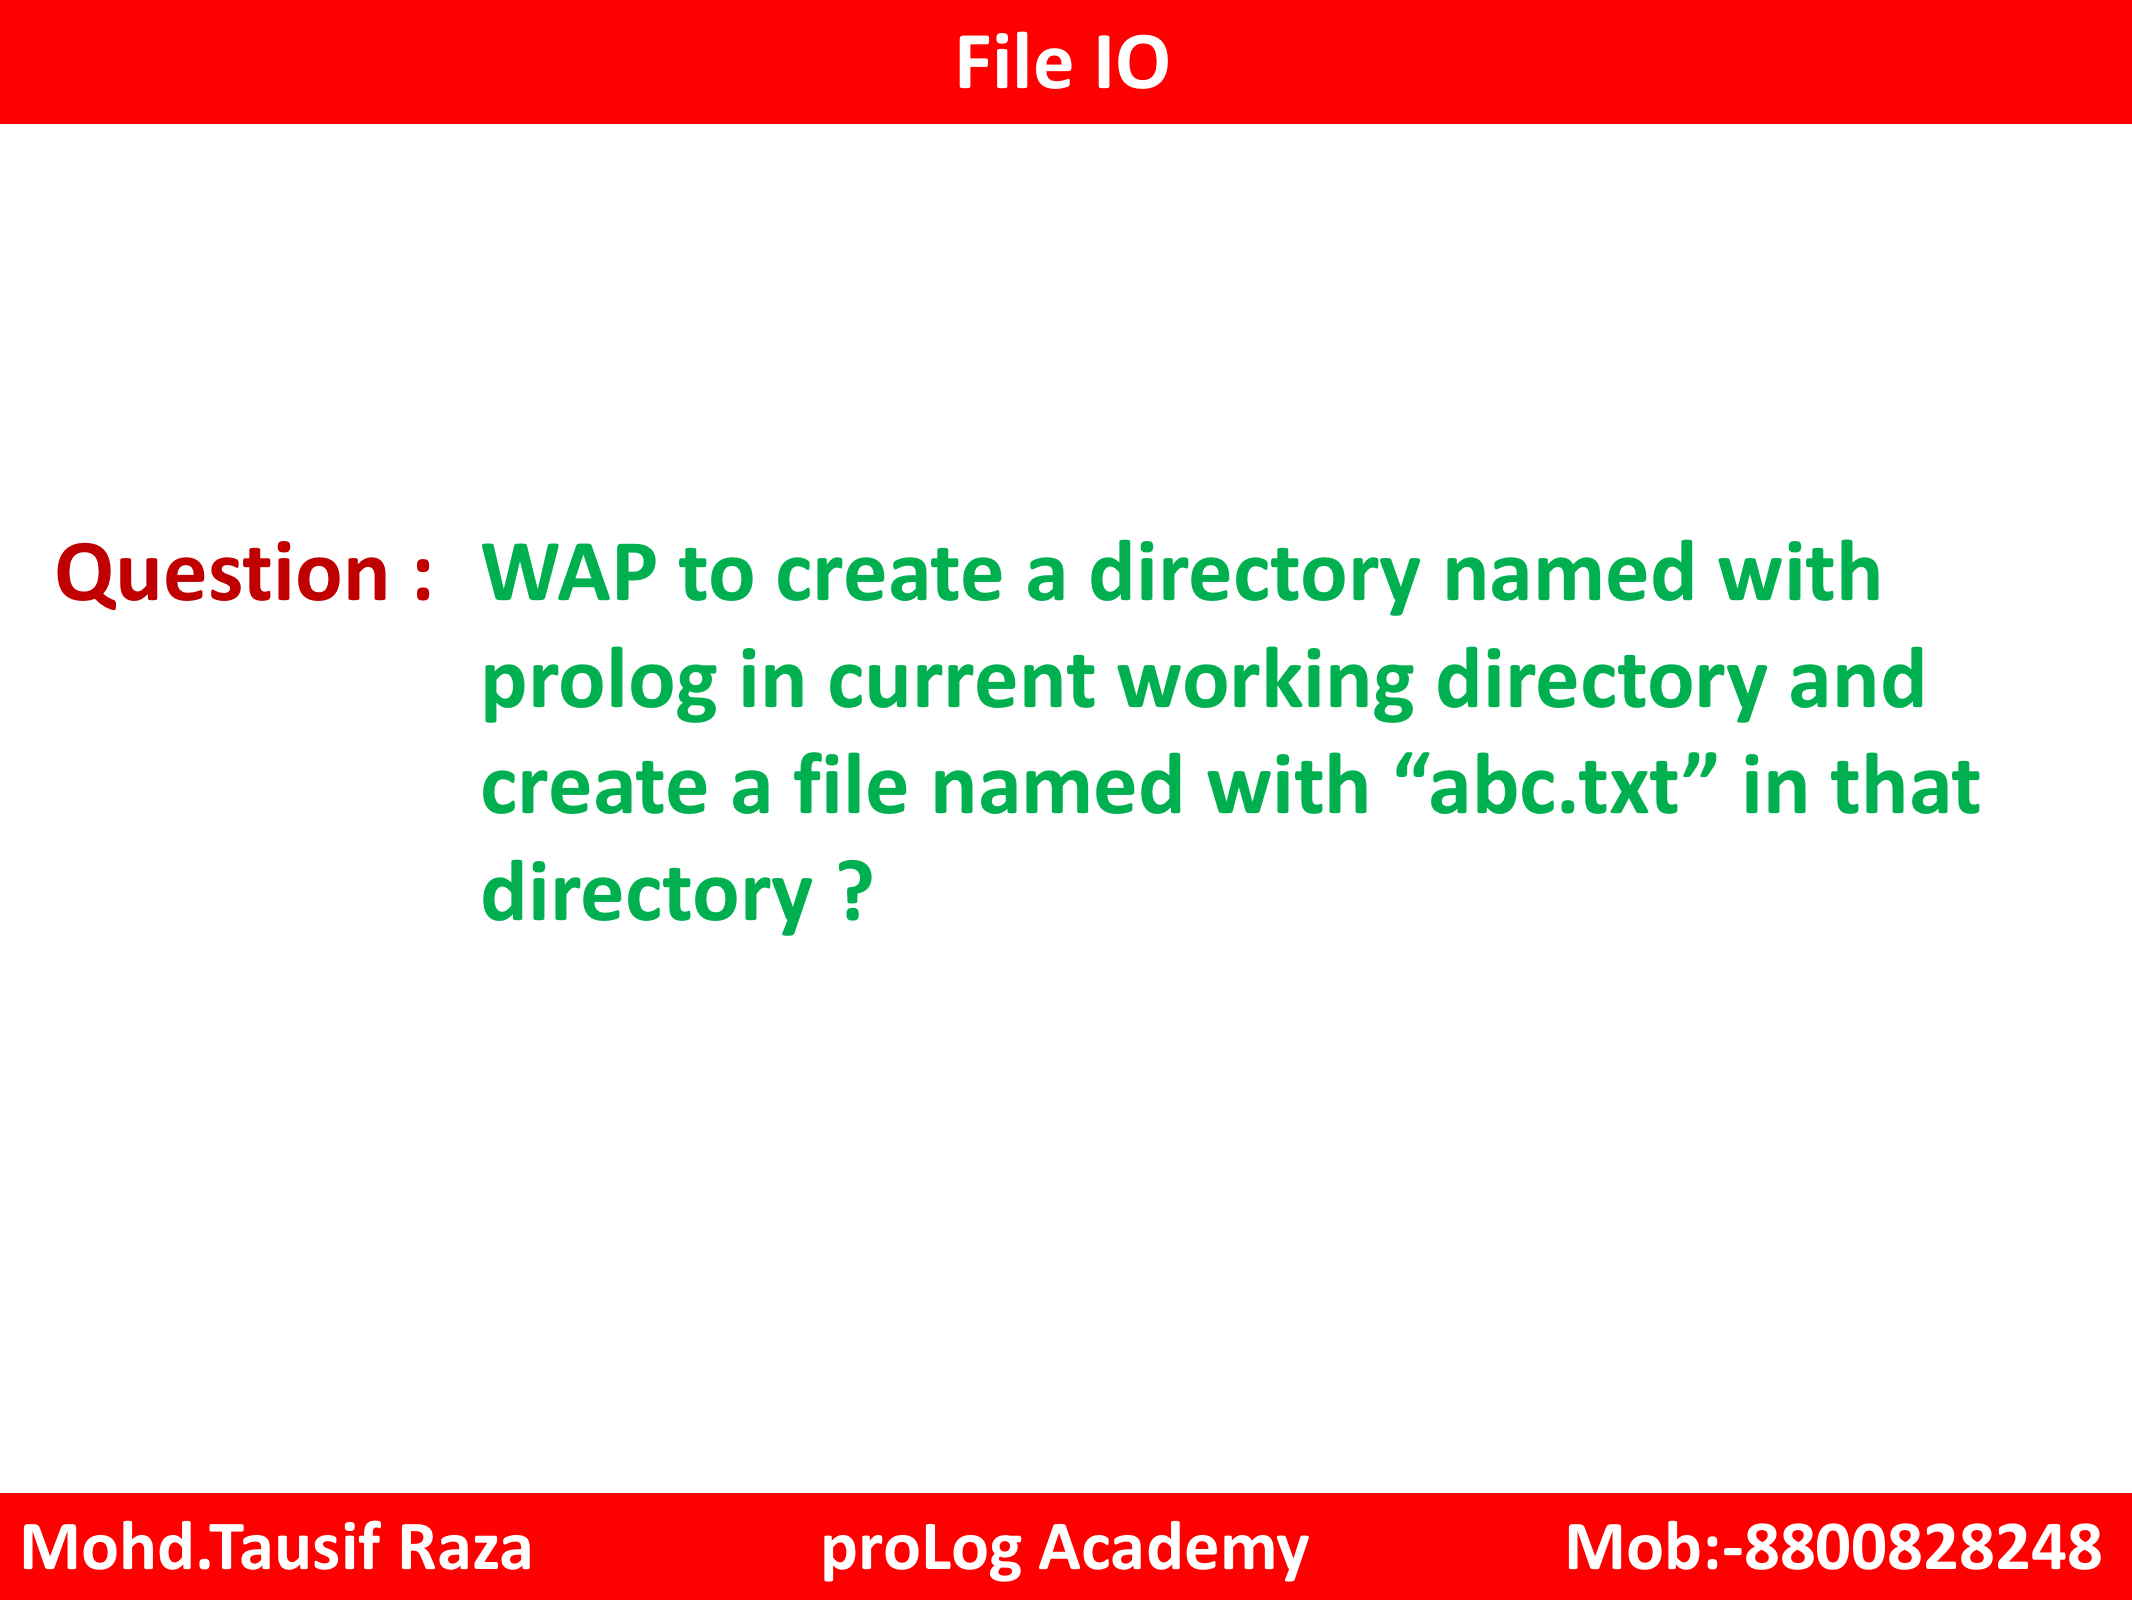 File IO
Question : WAP to create a directory named with
prolog in current working directory and
create a file named with “abc.txt” in that
directory ?
Mohd.Tausif Raza proLog Academy Mob:-8800828248